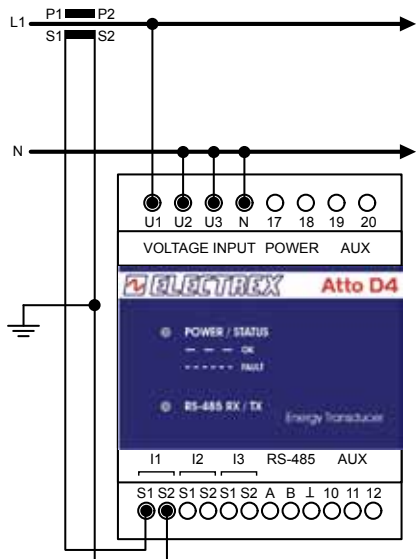 P1 P2
L1
S1 S2
N
U1 U2 U3 N 17 18 19 20
VOLTAGE INPUT POWER AUX
ELECTREX Atto D4
POWER / STATUS
OK
FAULT
RS-485 RX / TX
Energy Transducer
I1 I2 I3 RS-485 AUX
S1 S2 S1 S2 S1 S2 A B ⊥ 10 11 12